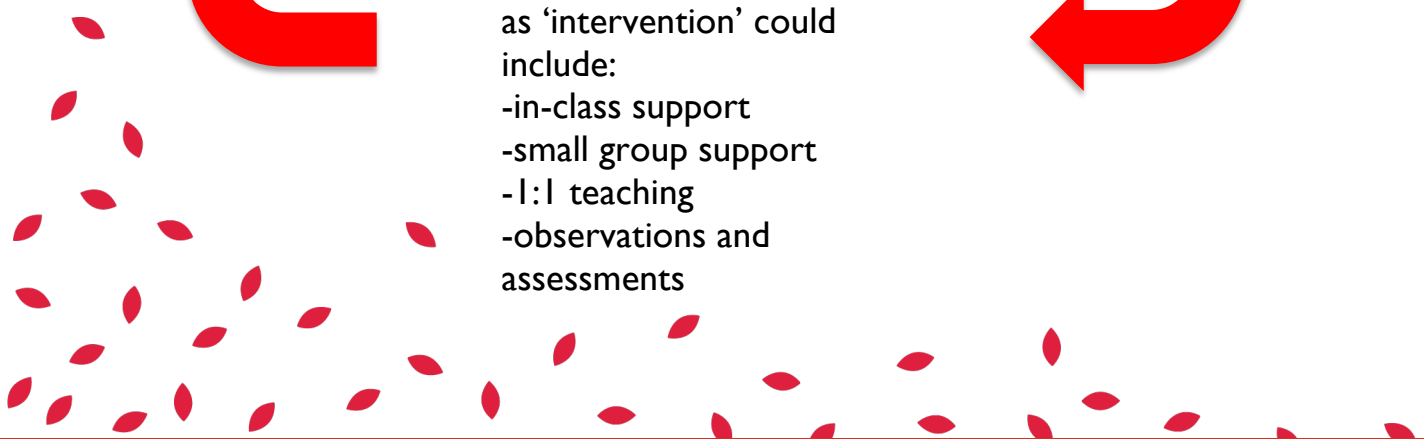 as ‘intervention’ could
include:
-in-class support
-small group support
-1:1 teaching
-observations and
assessments